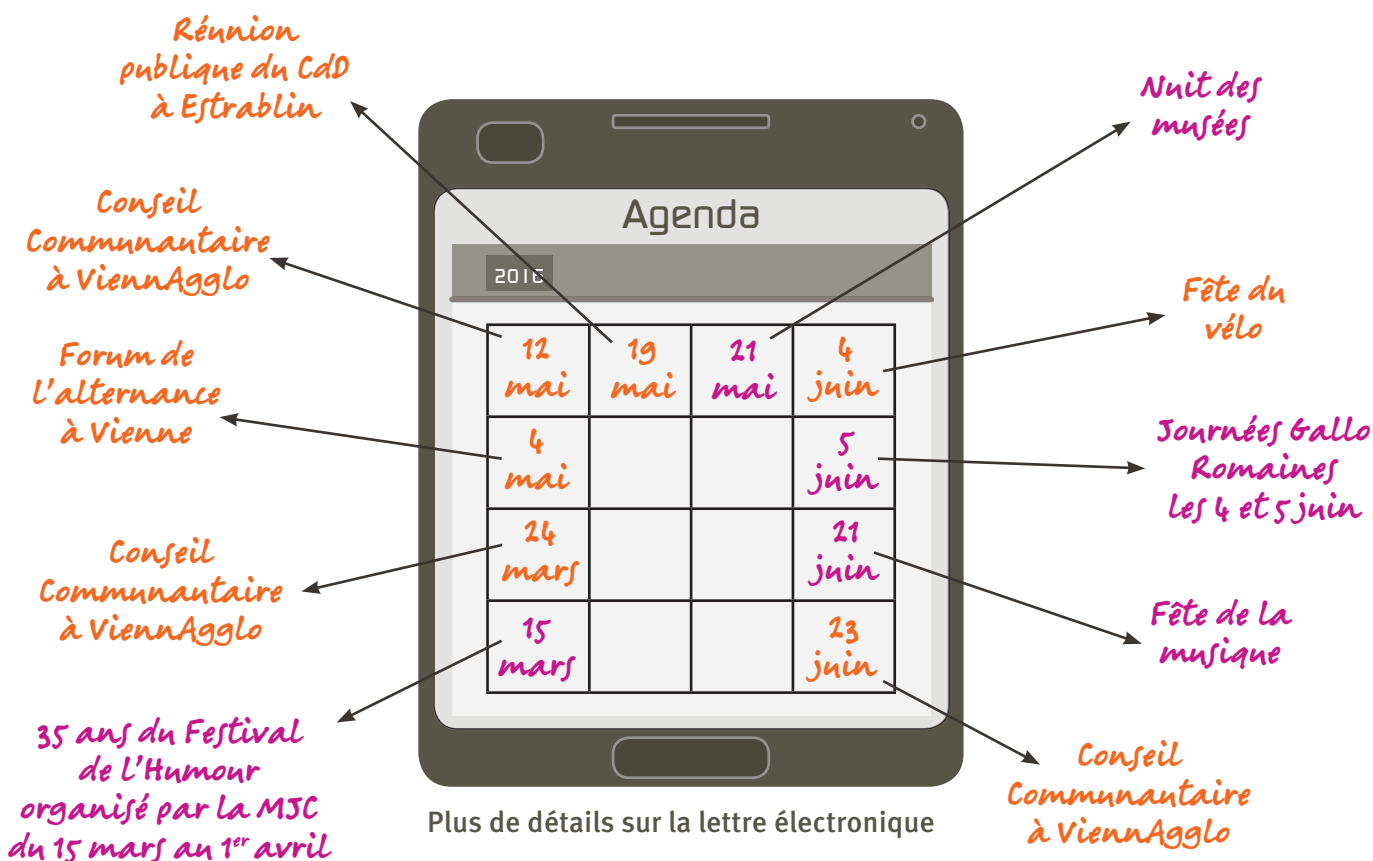 Réunion
publique du CdD
à Estrablin
Nuit des
musées
Agenda
Conseil
Communautaire
à ViennAgglo
2016
Fête du
vélo
12
mai
19
mai
21
mai
4
juin
Forum de
l'alternance
à Vienne
4
mai
5
juin
Journées Gallo
Romaines
les 4 et 5 juin
24
mars
21
juin
Conseil
Communautaire
à ViennAgglo
15
mars
23
juin
Fête de la
musique
35 ans du Festival
de l'Humour
organisé par la MJC
du 15 mars au 1er avril
Conseil
Communautaire
à ViennAgglo
Plus de détails sur la lettre électronique